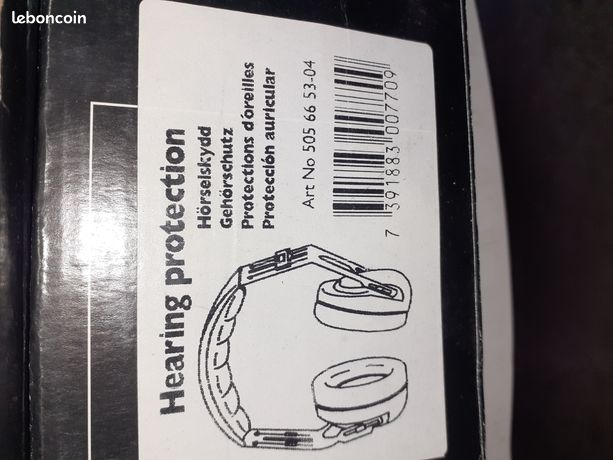 leboncoin
Hearing protection
Hörselskydd
Gehörschutz
Protections d'oreilles
Protección auricular
Art No 505 66 53-04
7 391883 007709